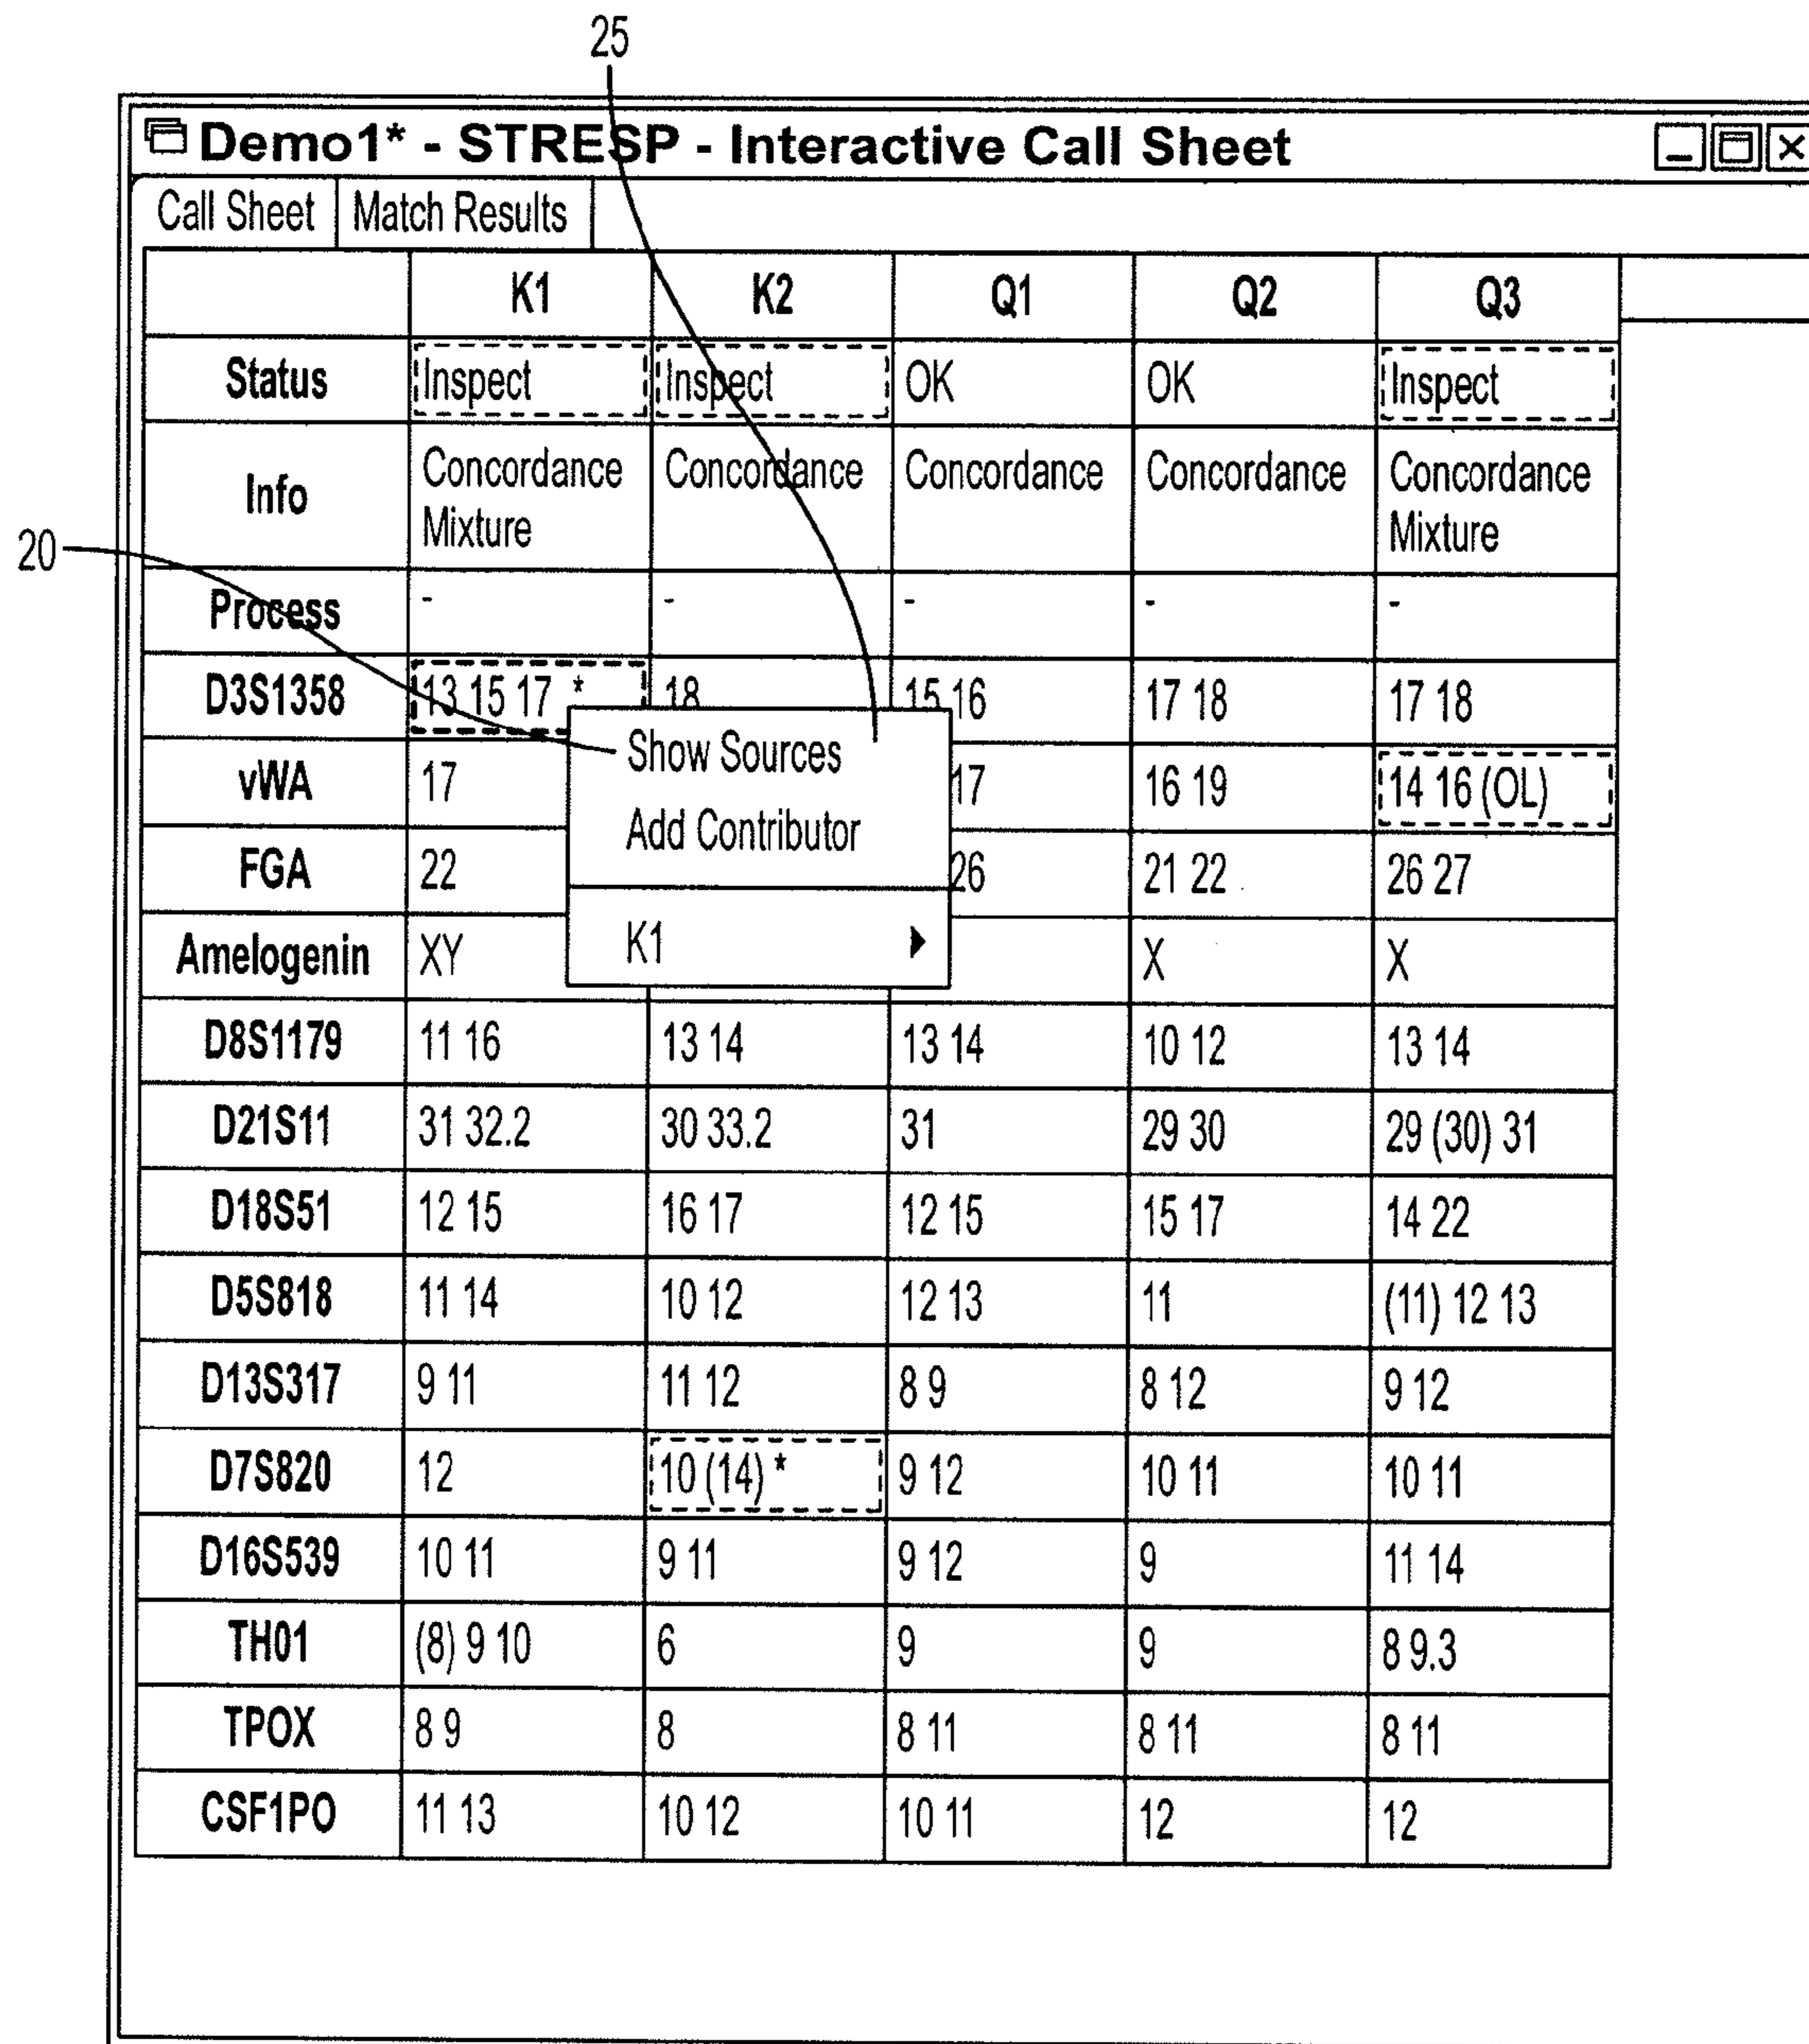 25
Demo1* - STRESP - Interactive Call Sheet
Call Sheet Match Results
K1 K2 Q1 Q2 Q3
Status Inspect Inspect OK OK Inspect
Info Concordance Mixture Concordance Concordance Concordance Concordance Mixture
20
Process - - - - -
D3S1358 13 15 17 * 18 15 16 17 18 17 18
Show Sources
vWA 17 17 16 19 14 16 (OL)
Add Contributor
FGA 22 26 21 22 26 27
K1
Amelogenin XY X X
D8S1179 11 16 13 14 13 14 10 12 13 14
D21S11 31 32.2 30 33.2 31 29 30 29 (30) 31
D18S51 12 15 16 17 12 15 15 17 14 22
D5S818 11 14 10 12 12 13 11 (11) 12 13
D13S317 9 11 11 12 8 9 8 12 9 12
D7S820 12 10 (14) * 9 12 10 11 10 11
D16S539 10 11 9 11 9 12 9 11 14
TH01 (8) 9 10 6 9 9 8 9.3
TPOX 8 9 8 8 11 8 11 8 11
CSF1PO 11 13 10 12 10 11 12 12